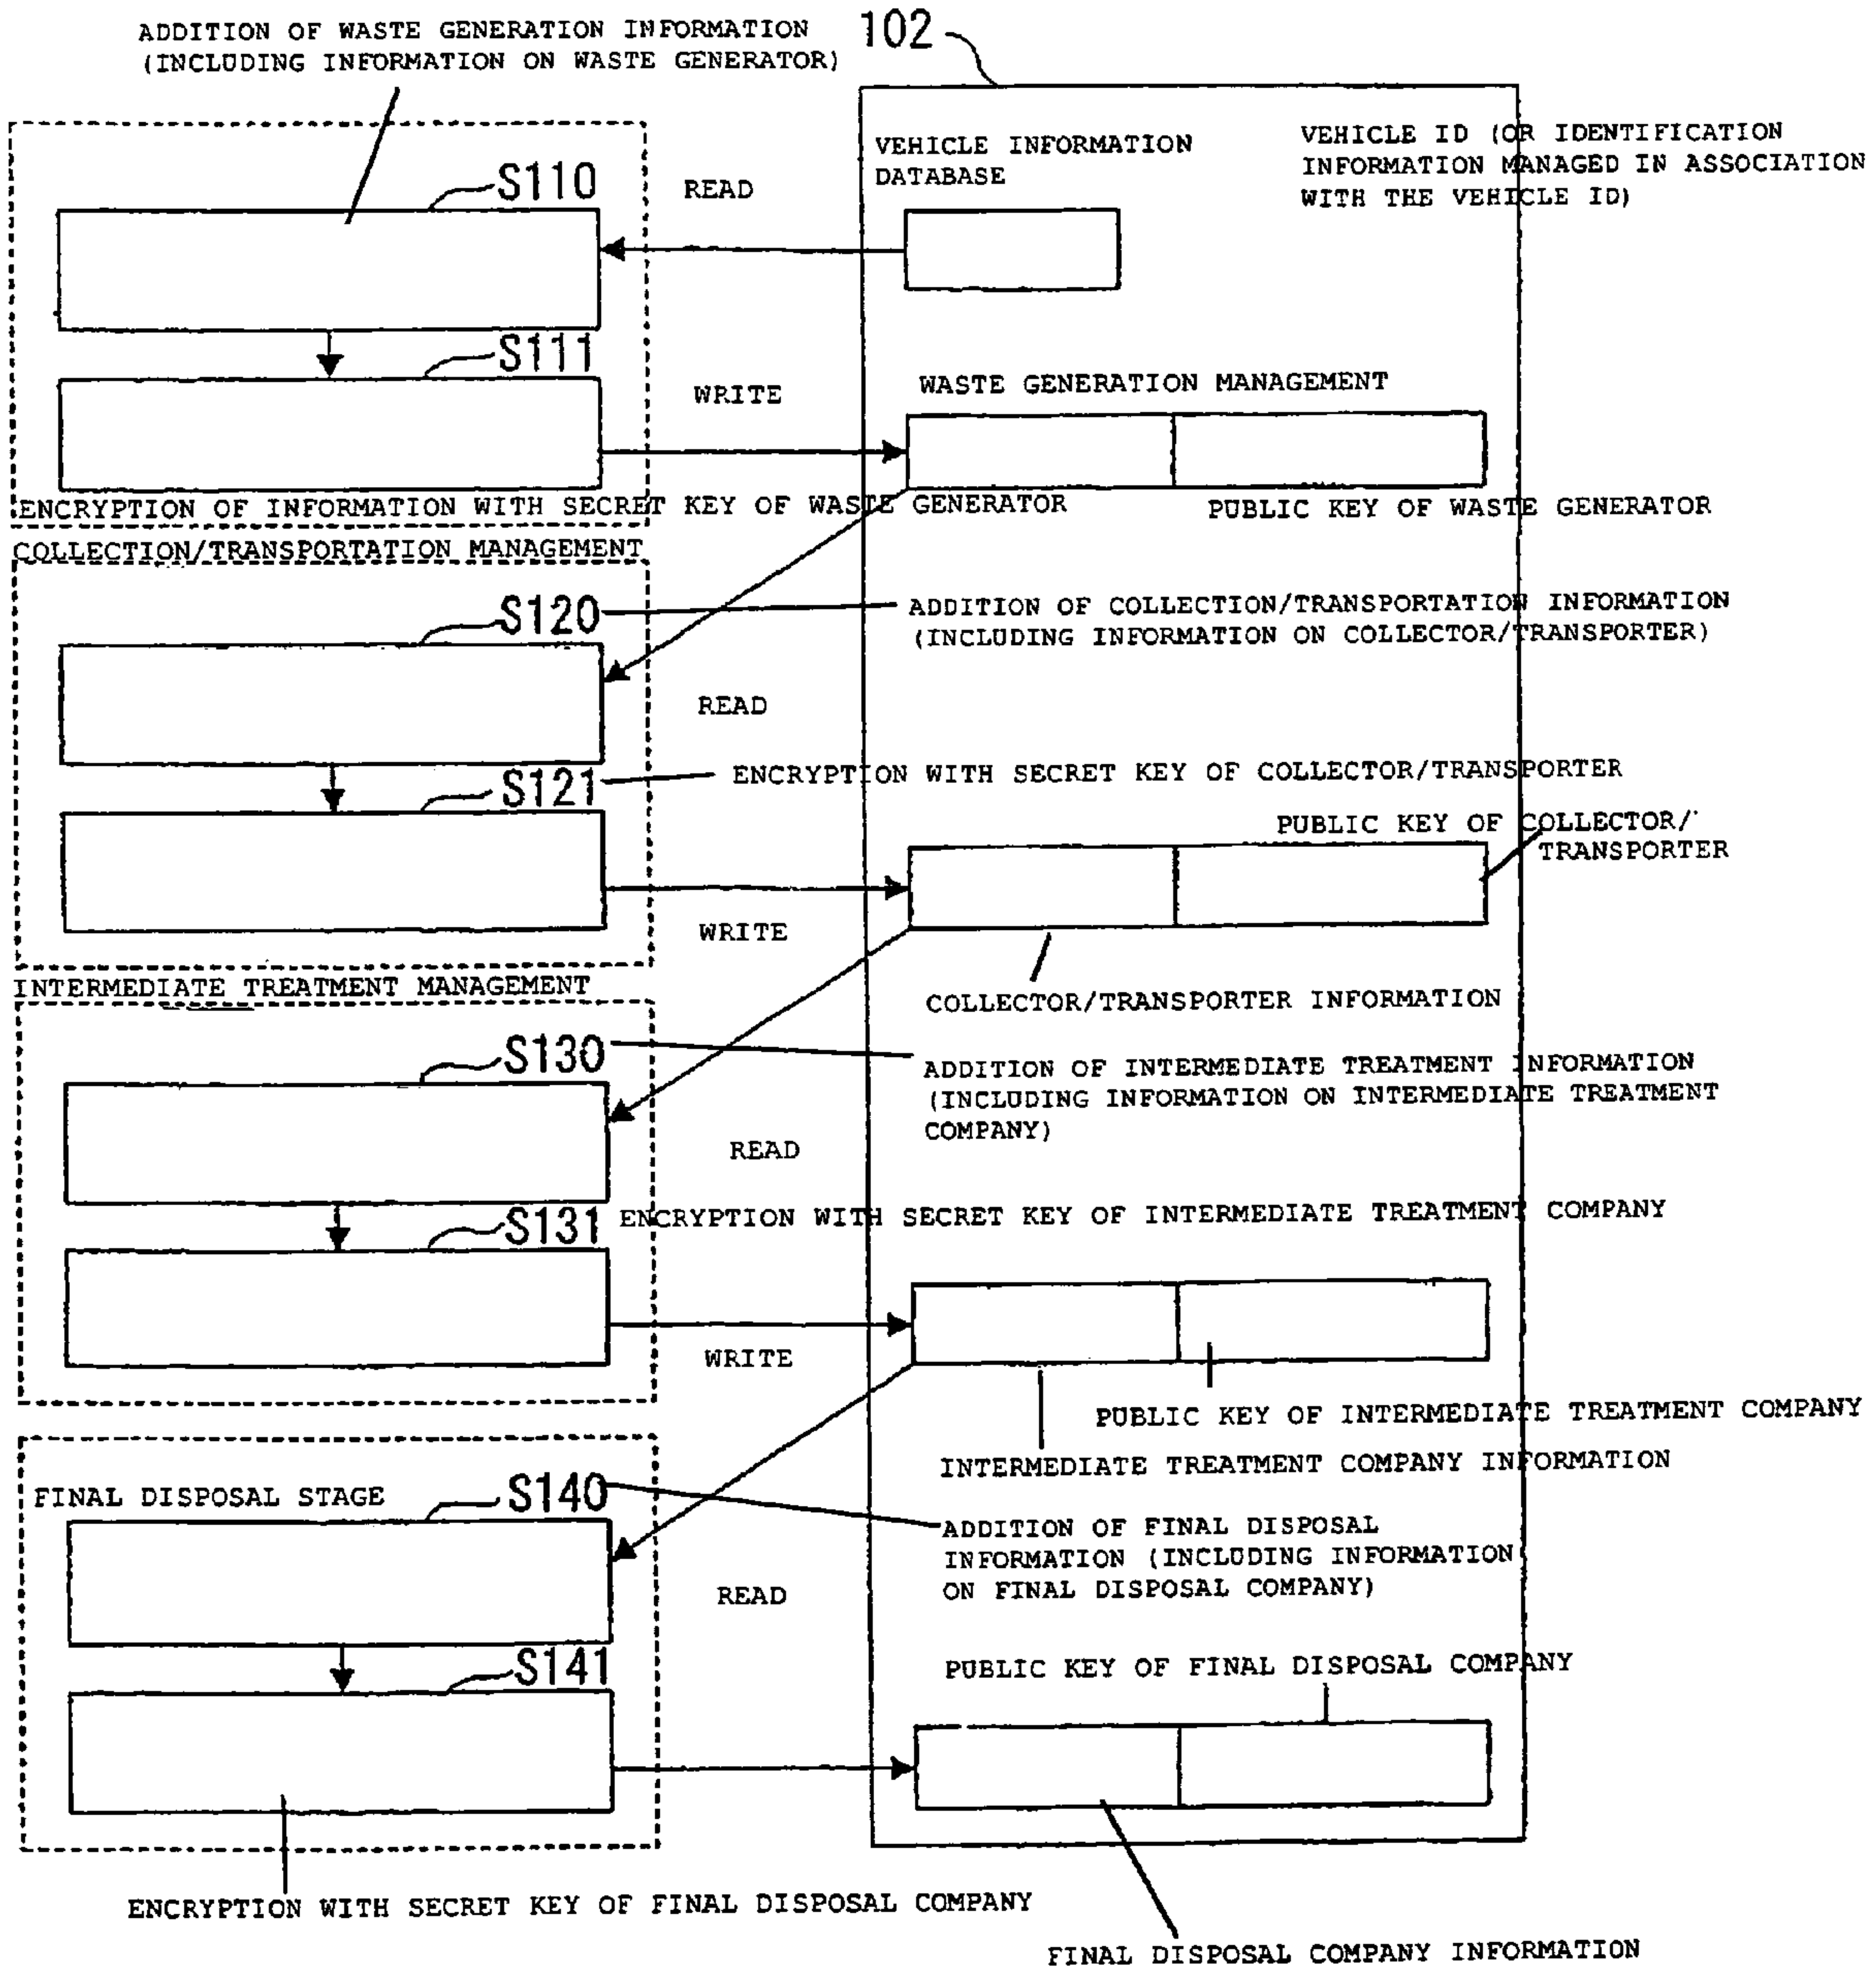 ADDITION OF WASTE GENERATION INFORMATION
(INCLUDING INFORMATION ON WASTE GENERATOR)
102
VEHICLE INFORMATION
DATABASE
VEHICLE ID (OR IDENTIFICATION
INFORMATION MANAGED IN ASSOCIATION
WITH THE VEHICLE ID)
S110
READ
S111
WRITE
WASTE GENERATION MANAGEMENT
ENCRYPTION OF INFORMATION WITH SECRET KEY OF WASTE GENERATOR
PUBLIC KEY OF WASTE GENERATOR
COLLECTION/TRANSPORTATION MANAGEMENT
S120
ADDITION OF COLLECTION/TRANSPORTATION INFORMATION
(INCLUDING INFORMATION ON COLLECTOR/TRANSPORTER)
READ
S121
ENCRYPTION WITH SECRET KEY OF COLLECTOR/TRANSPORTER
PUBLIC KEY OF COLLECTOR/
TRANSPORTER
WRITE
INTERMEDIATE TREATMENT MANAGEMENT
COLLECTOR/TRANSPORTER INFORMATION
S130
ADDITION OF INTERMEDIATE TREATMENT INFORMATION
(INCLUDING INFORMATION ON INTERMEDIATE TREATMENT
COMPANY)
READ
S131
ENCRYPTION WITH SECRET KEY OF INTERMEDIATE TREATMENT COMPANY
WRITE
PUBLIC KEY OF INTERMEDIATE TREATMENT COMPANY
INTERMEDIATE TREATMENT COMPANY INFORMATION
FINAL DISPOSAL STAGE
S140
ADDITION OF FINAL DISPOSAL
INFORMATION (INCLUDING INFORMATION
ON FINAL DISPOSAL COMPANY)
READ
S141
PUBLIC KEY OF FINAL DISPOSAL COMPANY
ENCRYPTION WITH SECRET KEY OF FINAL DISPOSAL COMPANY
FINAL DISPOSAL COMPANY INFORMATION